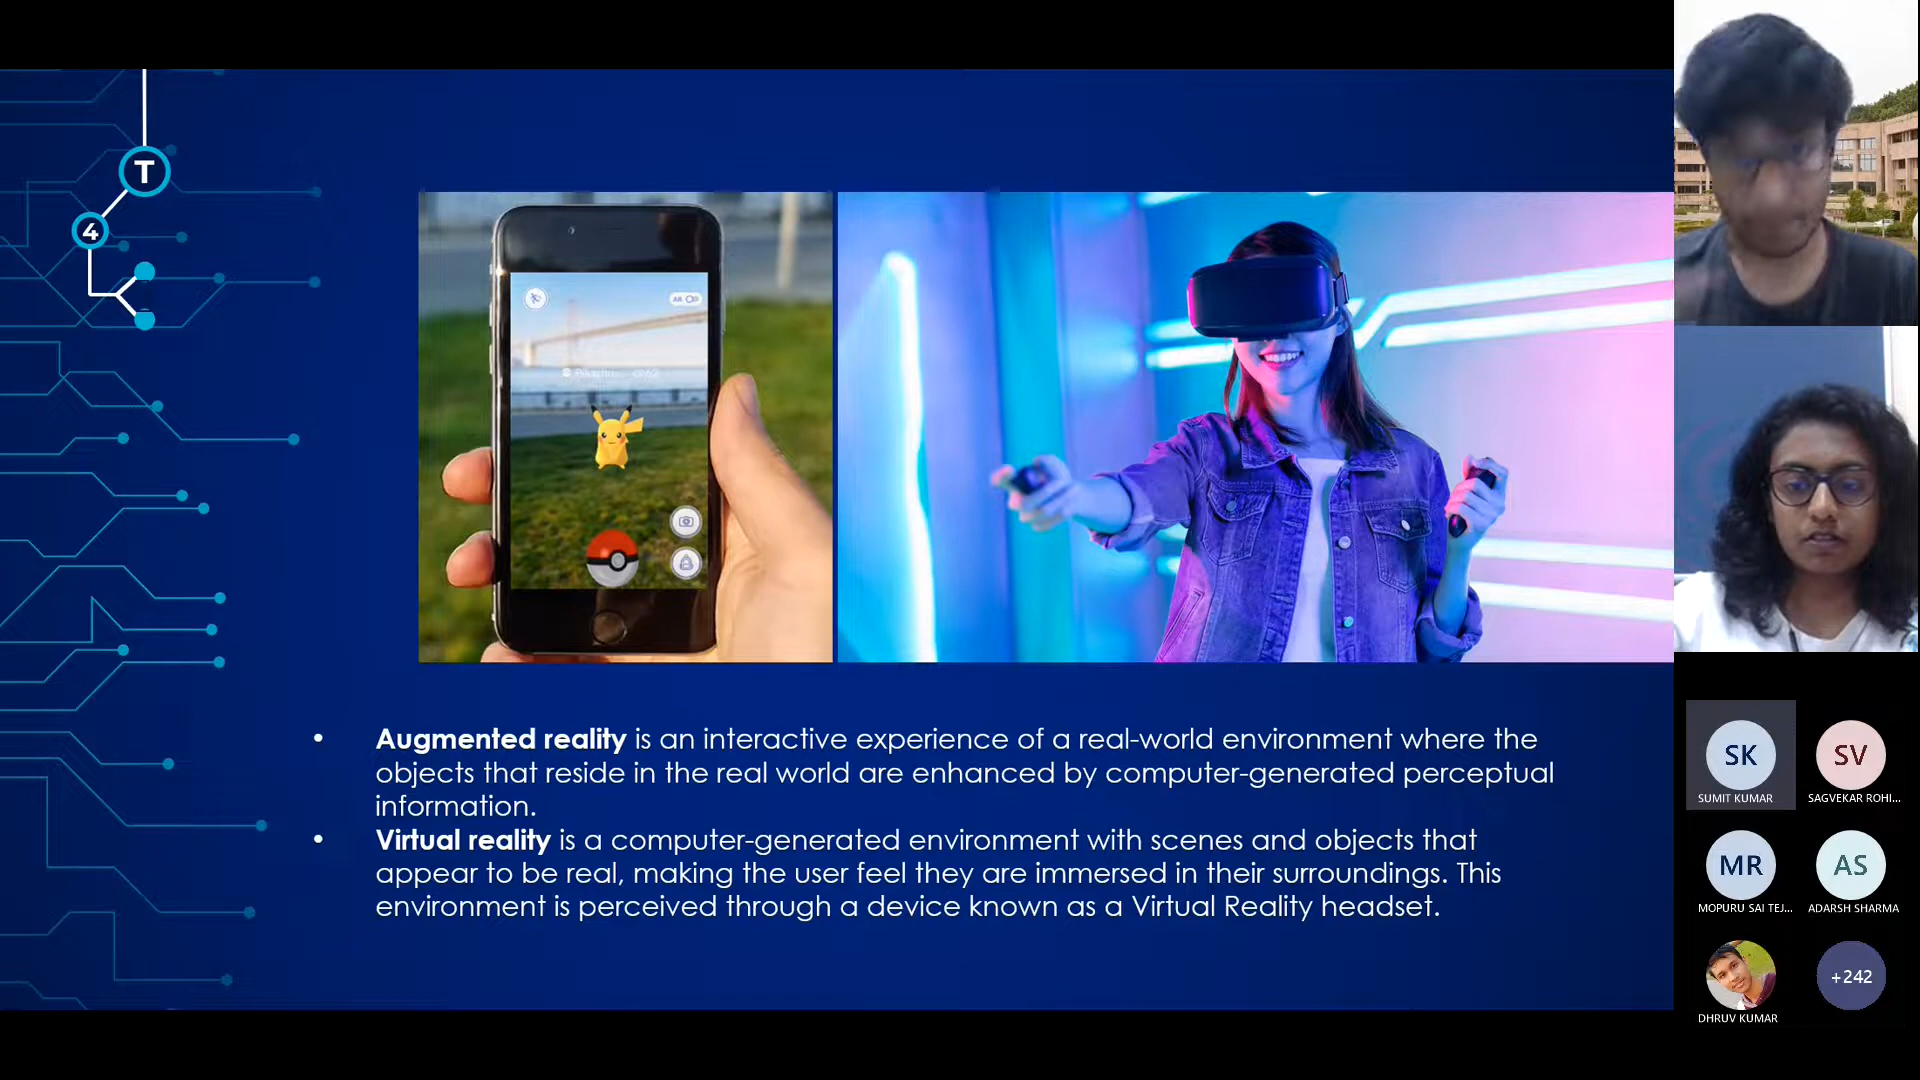 T
4
AR
• Augmented reality is an interactive experience of a real-world environment where the
objects that reside in the real world are enhanced by computer-generated perceptual
information.
• Virtual reality is a computer-generated environment with scenes and objects that
appear to be real, making the user feel they are immersed in their surroundings. This
environment is perceived through a device known as a Virtual Reality headset.
SK
SUMIT KUMAR
SV
SAGVEKAR ROHI...
MR
MOPURU SAI TEJ...
AS
ADARSH SHARMA
DHRUV KUMAR
+242